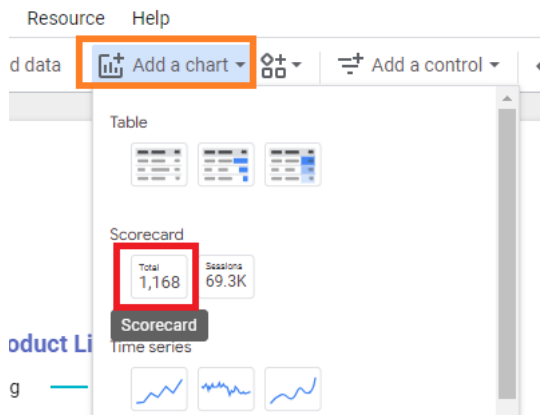 Resource Help
d data Add a chart Add a control
Table
Scorecard
Total
1,168
Sessions
69.3K
Scorecard
oduct Li
Time series
g